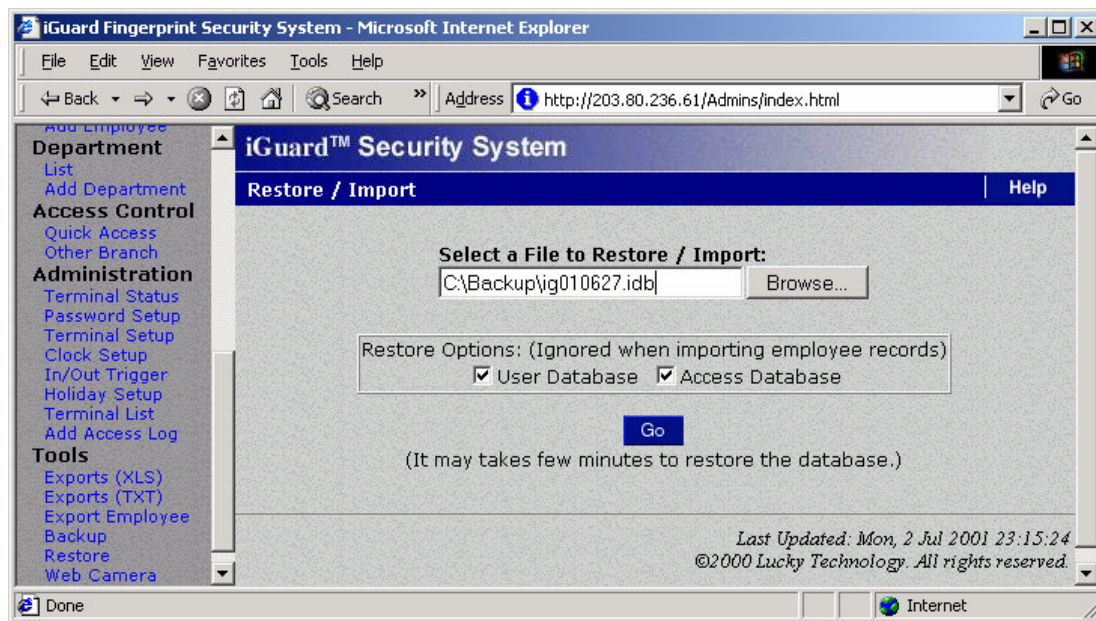 iGuard Fingerprint Security System - Microsoft Internet Explorer
File Edit View Favorites Tools Help
Back Search » Address http://203.80.236.61/Admins/index.html Go
Add Employee
Department
List
Add Department
Access Control
Quick Access
Other Branch
Administration
Terminal Status
Password Setup
Terminal Setup
Clock Setup
In/Out Trigger
Holiday Setup
Terminal List
Add Access Log
Tools
Exports (XLS)
Exports (TXT)
Export Employee
Backup
Restore
Web Camera
iGuard™ Security System
Restore / Import Help
Select a File to Restore / Import:
C:\Backup\ig010627.idb Browse...
Restore Options: (Ignored when importing employee records)
User Database Access Database
Go
(It may takes few minutes to restore the database.)
Last Updated: Mon, 2 Jul 2001 23:15:24
©2000 Lucky Technology. All rights reserved.
Done Internet